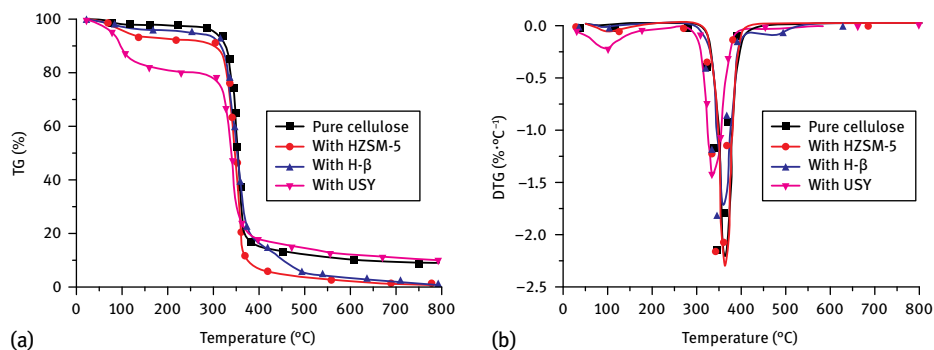 100
80
60
40
20
0
TG (%)
Pure cellulose
With HZSM-5
With H-β
With USY
0 100 200 300 400 500 600 700 800
Temperature (°C)
(a)
0.0
−0.5
−1.0
−1.5
−2.0
−2.5
DTG (%·°C⁻¹)
Pure cellulose
With HZSM-5
With H-β
With USY
0 100 200 300 400 500 600 700 800
Temperature (°C)
(b)